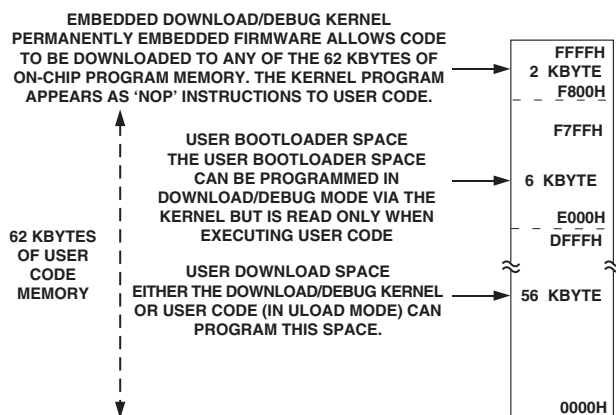 EMBEDDED DOWNLOAD/DEBUG KERNEL
PERMANENTLY EMBEDDED FIRMWARE ALLOWS CODE
TO BE DOWNLOADED TO ANY OF THE 62 KBYTES OF
ON-CHIP PROGRAM MEMORY. THE KERNEL PROGRAM
APPEARS AS ‘NOP’ INSTRUCTIONS TO USER CODE.
FFFFH
2 KBYTE
F800H
F7FFH
USER BOOTLOADER SPACE
THE USER BOOTLOADER SPACE
CAN BE PROGRAMMED IN
DOWNLOAD/DEBUG MODE VIA THE
KERNEL BUT IS READ ONLY WHEN
EXECUTING USER CODE
6 KBYTE
E000H
DFFFH
62 KBYTES
OF USER
CODE
MEMORY
USER DOWNLOAD SPACE
EITHER THE DOWNLOAD/DEBUG KERNEL
OR USER CODE (IN ULOAD MODE) CAN
PROGRAM THIS SPACE.
56 KBYTE
0000H